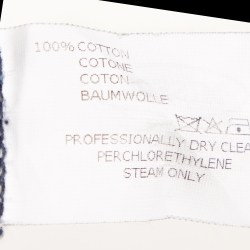 100% COTTON
COTONE
COTON
BAUMWOLLE
PROFESSIONALLY DRY CLEA
PERCHLORETHYLENE
STEAM ONLY